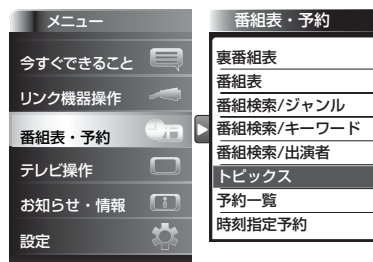 メニュー
今すぐできること
リンク機器操作
番組表・予約
テレビ操作
お知らせ・情報
設定
番組表・予約
裏番組表
番組表
番組検索/ジャンル
番組検索/キーワード
番組検索/出演者
トピックス
予約一覧
時刻指定予約